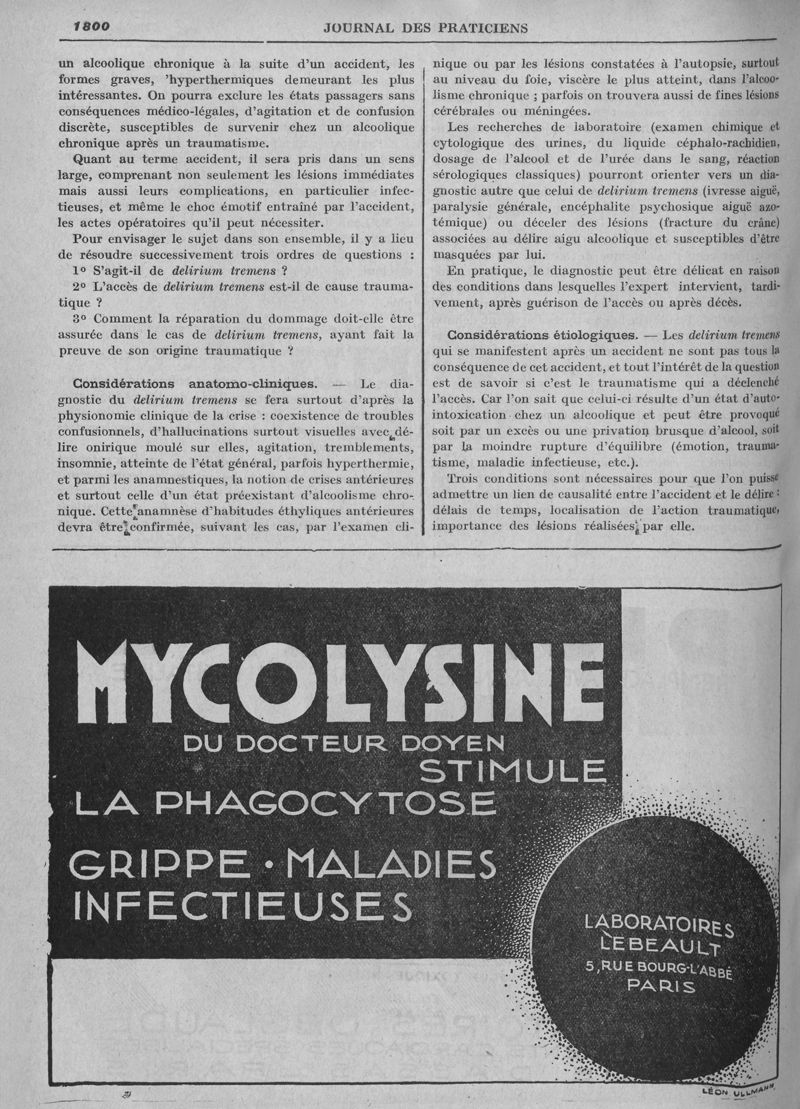 1800
JOURNAL DES PRATICIENS
un alcoolique chronique à la suite d'un accident, les
formes graves, 'hyperthermiques demeurant les plus
intéressantes. On pourra exclure les états passagers sans
conséquences médico-légales, d'agitation et de confusion
discrète, susceptibles de survenir chez un alcoolique
chronique après un traumatisme.
Quant au terme accident, il sera pris dans un sens
large, comprenant non seulement les lésions immédiates
mais aussi leurs complications, en particulier infec-
tieuses, et même le choc émotif entraîné par l'accident,
les actes opératoires qu'il peut nécessiter.
Pour envisager le sujet dans son ensemble, il y a lieu
de résoudre successivement trois ordres de questions :
1º S'agit-il de delirium tremens ?
2º L'accès de delirium tremens est-il de cause trauma-
tique ?
3º Comment la réparation du dommage doit-elle être
assurée dans le cas de delirium tremens, ayant fait la
preuve de son origine traumatique ?
Considérations anatomo-cliniques. — Le dia-
gnostic du delirium tremens se fera surtout d'après la
physionomie clinique de la crise : coexistence de troubles
confusionnels, d'hallucinations surtout visuelles avec dé-
lire onirique moulé sur elles, agitation, tremblements,
insomnie, atteinte de l'état général, parfois hyperthermie,
et parmi les anamnestiques, la notion de crises antérieures
et surtout celle d'un état préexistant d'alcoolisme chro-
nique. Cette anamnèse d'habitudes éthyliques antérieures
devra être confirmée, suivant les cas, par l'examen cli-
nique ou par les lésions constatées à l'autopsie, surtout
au niveau du foie, viscère le plus atteint, dans l'alcoo-
lisme chronique ; parfois on trouvera aussi de fines lésions
cérébrales ou méningées.
Les recherches de laboratoire (examen chimique et
cytologique des urines, du liquide céphalo-rachidien,
dosage de l'alcool et de l'urée dans le sang, réaction
sérologiques classiques) pourront orienter vers un dia-
gnostic autre que celui de delirium tremens (ivresse aiguë,
paralysie générale, encéphalite psychosique aiguë azo-
témique) ou déceler des lésions (fracture du crâne)
associées au délire aigu alcoolique et susceptibles d'être
masquées par lui.
En pratique, le diagnostic peut être délicat en raison
des conditions dans lesquelles l'expert intervient, tardi-
vement, après guérison de l'accès ou après décès.
Considérations étiologiques. — Les delirium tremens
qui se manifestent après un accident ne sont pas tous la
conséquence de cet accident, et tout l'intérêt de la question
est de savoir si c'est le traumatisme qui a déclenché
l'accès. Car l'on sait que celui-ci résulte d'un état d'auto-
intoxication chez un alcoolique et peut être provoqué
soit par un excès ou une privation brusque d'alcool, soit
par la moindre rupture d'équilibre (émotion, trauma-
tisme, maladie infectieuse, etc.).
Trois conditions sont nécessaires pour que l'on puisse
admettre un lien de causalité entre l'accident et le délire :
délais de temps, localisation de l'action traumatique,
importance des lésions réalisées par elle.
MYCOLYSINE
DU DOCTEUR DOYEN
STIMULE
LA PHAGOCYTOSE
GRIPPE • MALADIES
INFECTIEUSES
LABORATOIRES
LEBEAULT
5, RUE BOURG-L'ABBÉ
PARIS
LÉON ULLMANN